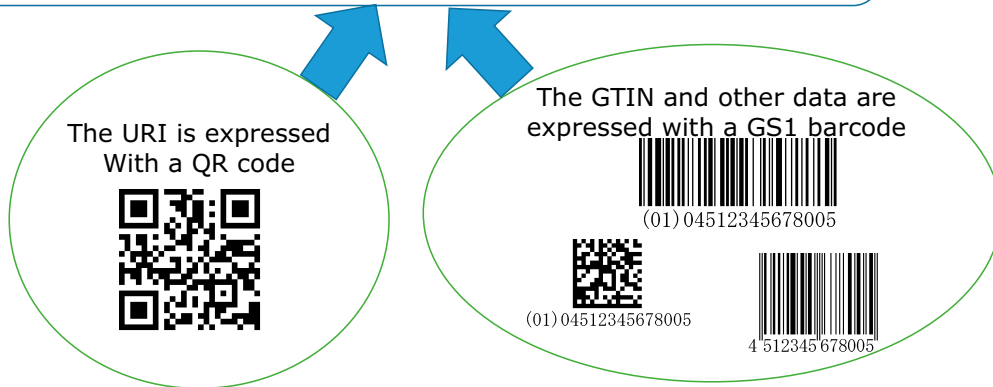 The URI is expressed
With a QR code
The GTIN and other data are
expressed with a GS1 barcode
(01)04512345678005
(01)04512345678005
4 512345 678005